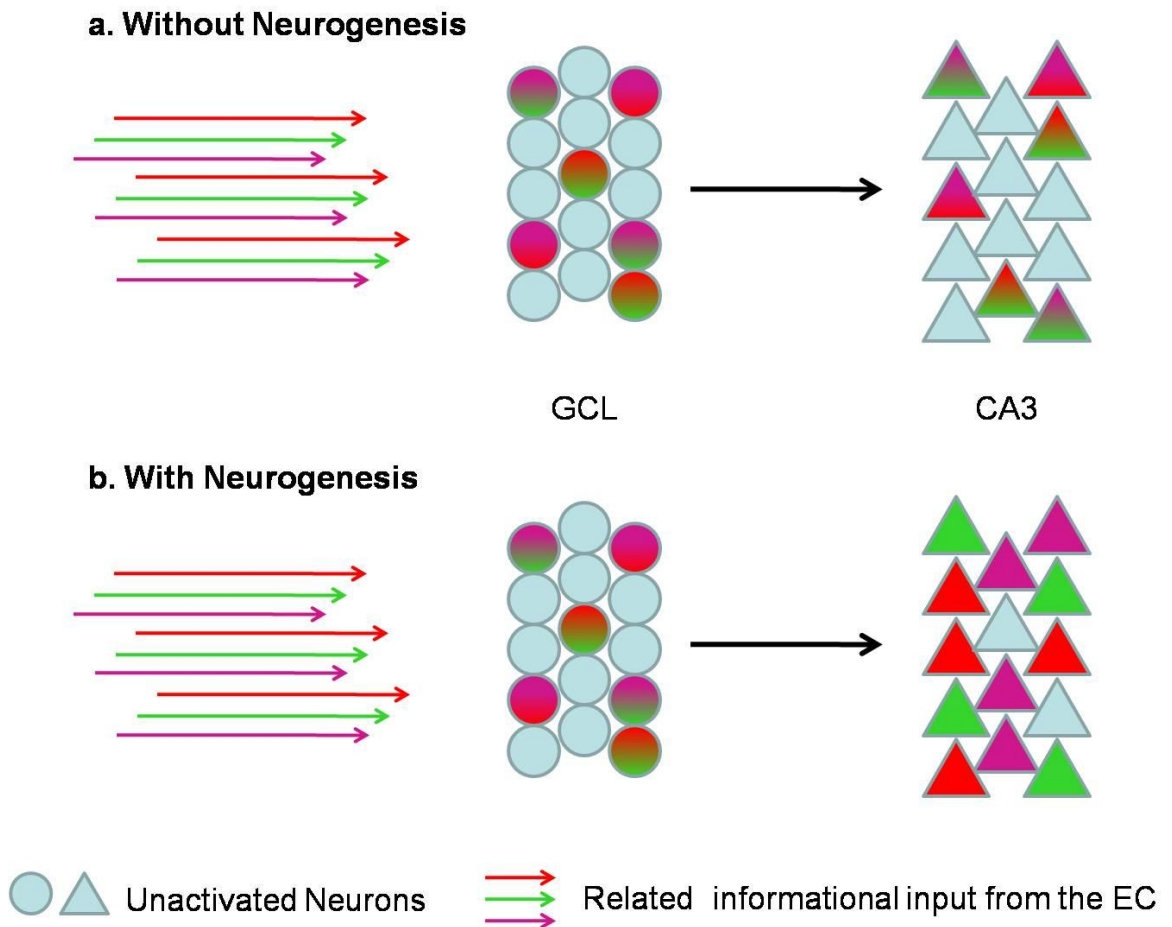 a. Without Neurogenesis
GCL
CA3
b. With Neurogenesis
Unactivated Neurons
Related informational input from the EC